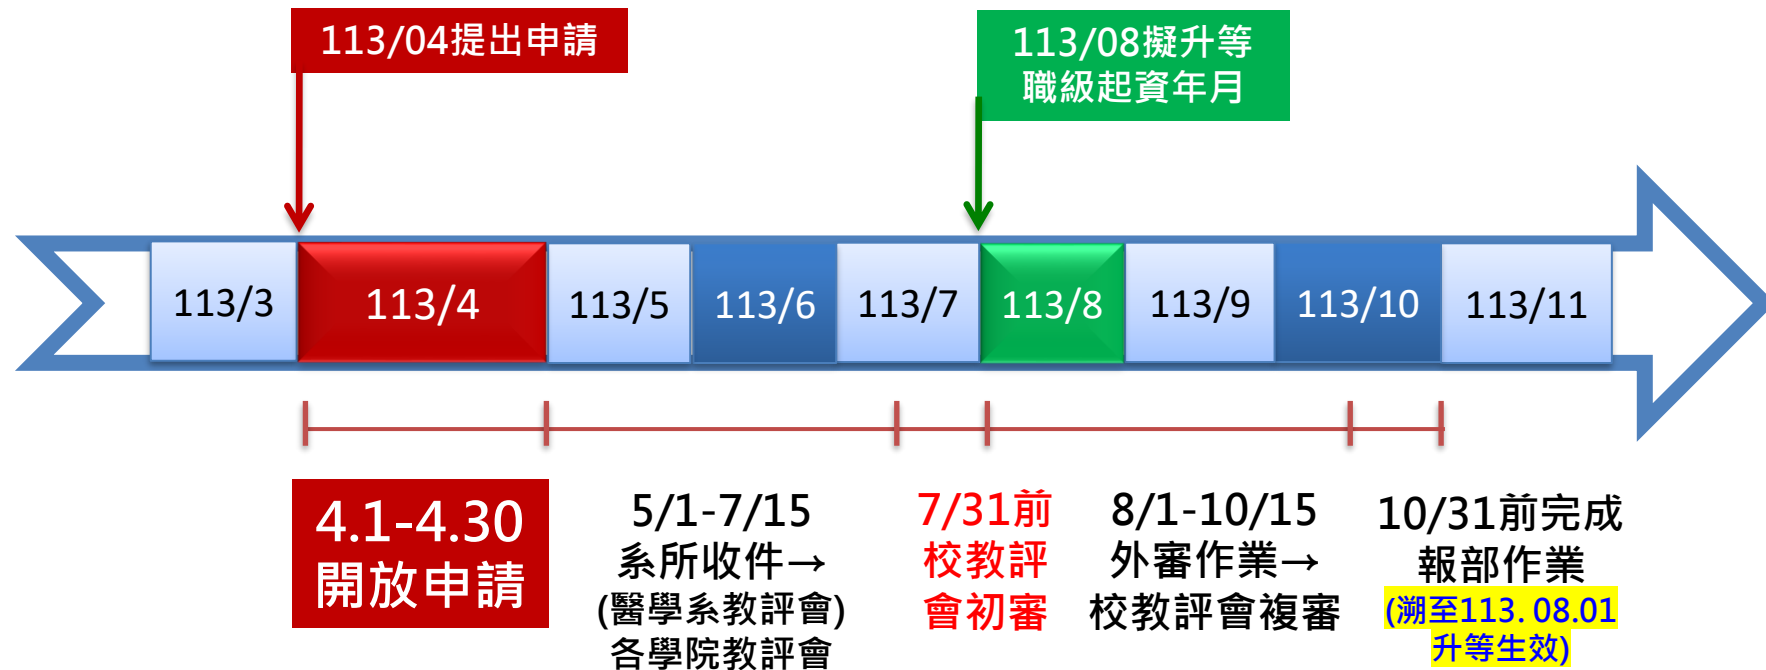 113/04提出申請
113/08擬升等
職級起資年月
113/3
113/4
113/5
113/6
113/7
113/8
113/9
113/10
113/11
4.1-4.30
開放申請
5/1-7/15
系所收件→
(醫學系教評會)
各學院教評會
7/31前
校教評
會初審
8/1-10/15
外審作業→
校教評會複審
10/31前完成
報部作業
(溯至113. 08.01
升等生效)